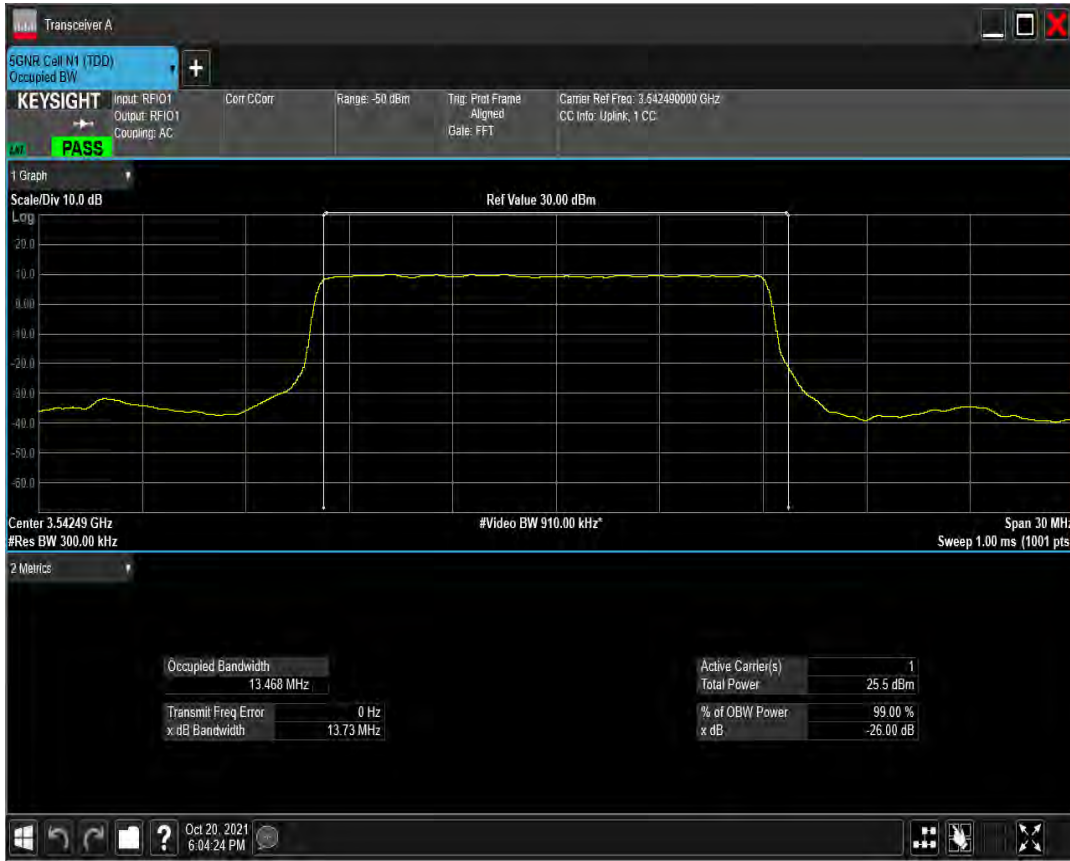 Transceiver A
5GNR Cell N1 (TDD)
Occupied BW
+
KEYSIGHT
Input: RFIO1
Output: RFIO1
Coupling: AC
Corr CCorr
Range: -50 dBm
Trig: Prot Frame
Aligned
Gate: FFT
Carrier Ref Freq: 3.542490000 GHz
CC Info: Uplink, 1 CC
PASS
1 Graph
Scale/Div 10.0 dB
Ref Value 30.00 dBm
Log
20.0
10.0
0.00
-10.0
-20.0
-30.0
-40.0
-50.0
-60.0
Center 3.54249 GHz
#Video BW 910.00 kHz*
Span 30 MHz
#Res BW 300.00 kHz
Sweep 1.00 ms (1001 pts
2 Metrics
Occupied Bandwidth
13.468 MHz
Transmit Freq Error 0 Hz
x dB Bandwidth 13.73 MHz
Active Carrier(s) 1
Total Power 25.5 dBm
% of OBW Power 99.00 %
x dB -26.00 dB
?
Oct 20, 2021
6:04:24 PM